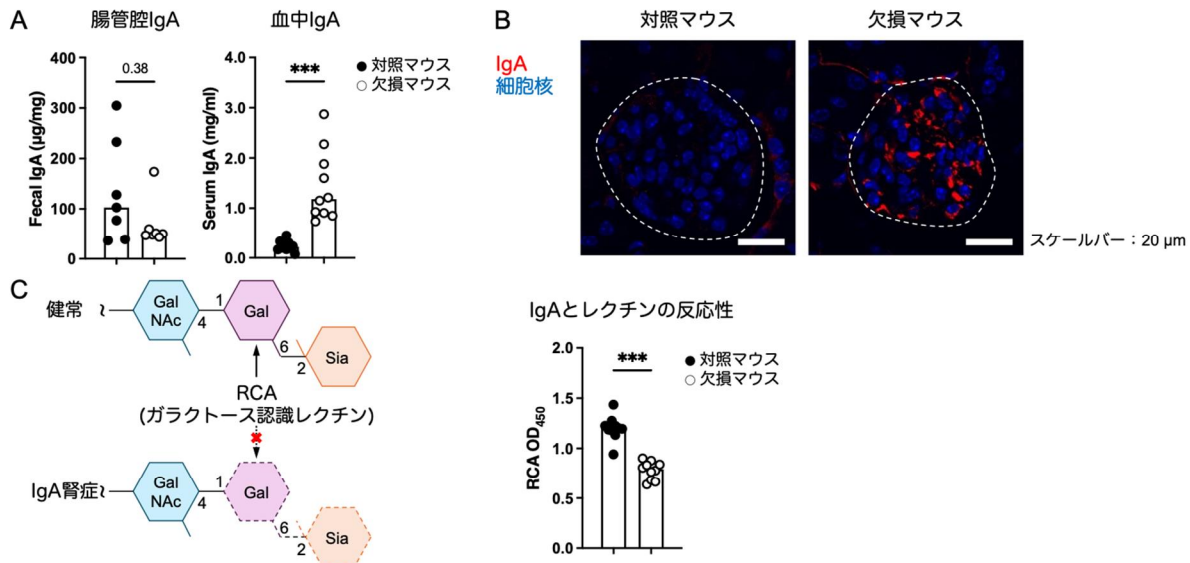 A
腸管腔IgA
Fecal IgA (μg/mg)
400
300
200
100
0
0.38
血中IgA
Serum IgA (mg/ml)
4.0
3.0
2.0
1.0
0.0
***
対照マウス
欠損マウス
B
対照マウス
欠損マウス
IgA
細胞核
スケールバー：20 μm
C
健常
~
Gal
NAc
1
4
Gal
6
2
Sia
RCA
(ガラクトース認識レクチン)
IgA腎症
~
Gal
NAc
1
4
Gal
6
2
Sia
IgAとレクチンの反応性
RCA OD450
2.0
1.5
1.0
0.5
0.0
***
対照マウス
欠損マウス